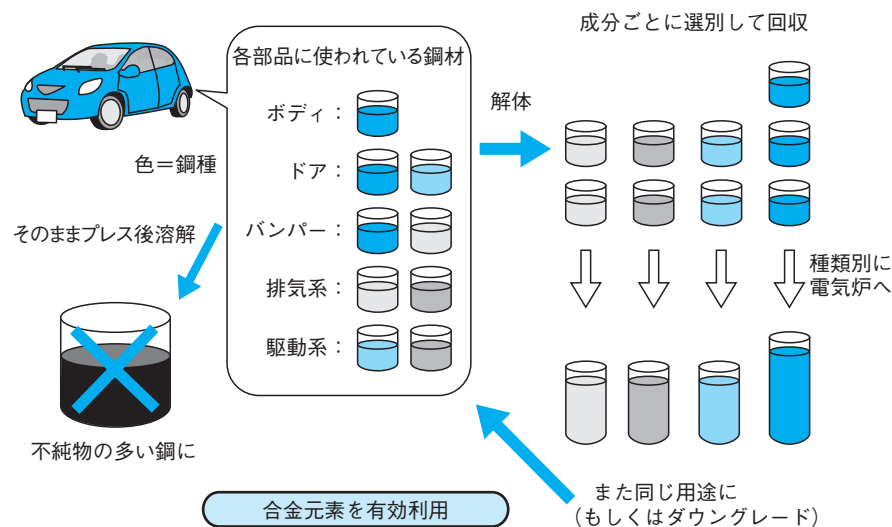 成分ごとに選別して回収
各部品に使われている鋼材
ボディ：
解体
色＝鋼種
ドア：
そのままプレス後溶解
バンパー：
種類別に
電気炉へ
排気系：
駆動系：
不純物の多い鋼に
また同じ用途に
（もしくはダウングレード）
合金元素を有効利用